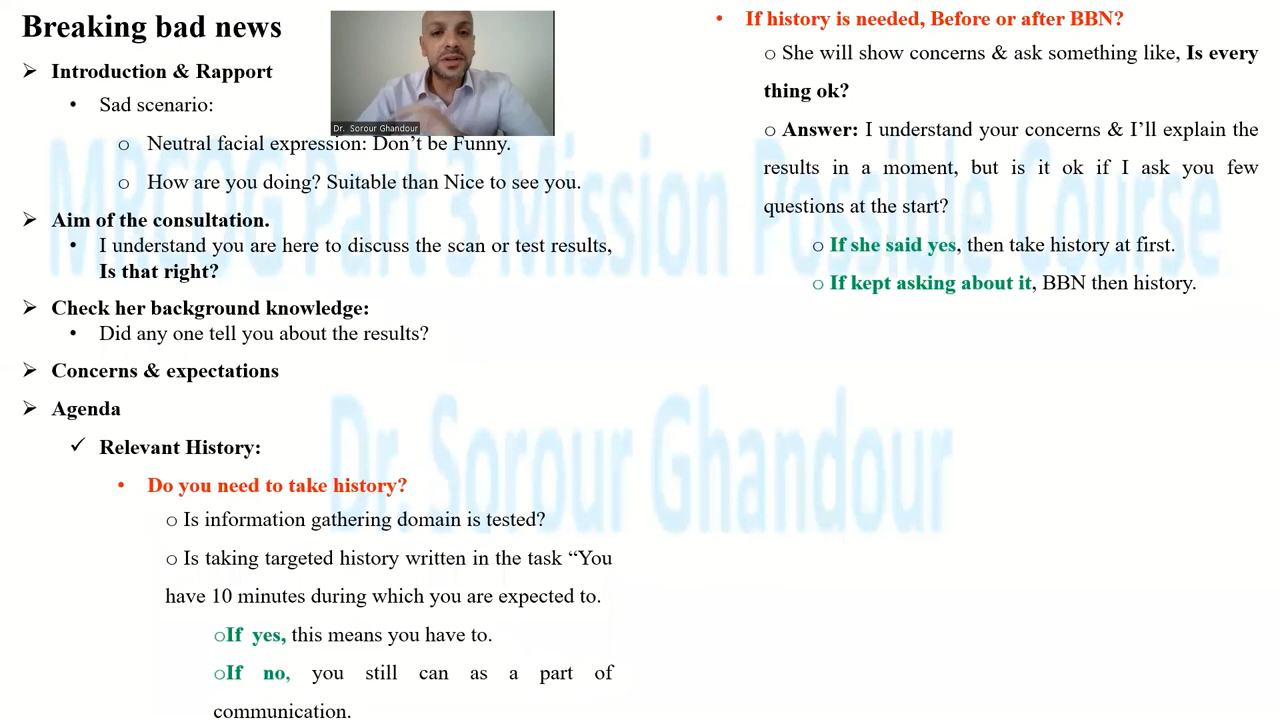 Breaking bad news
➢ Introduction & Rapport
• Sad scenario:
Dr. Sorour Ghandour
o Neutral facial expression: Don't be Funny.
o How are you doing? Suitable than Nice to see you.
➢ Aim of the consultation.
• I understand you are here to discuss the scan or test results,
Is that right?
➢ Check her background knowledge:
• Did any one tell you about the results?
➢ Concerns & expectations
➢ Agenda
✓ Relevant History:
• Do you need to take history?
o Is information gathering domain is tested?
o Is taking targeted history written in the task “You
have 10 minutes during which you are expected to.
oIf yes, this means you have to.
oIf no, you still can as a part of
communication.
• If history is needed, Before or after BBN?
o She will show concerns & ask something like, Is every
thing ok?
o Answer: I understand your concerns & I'll explain the
results in a moment, but is it ok if I ask you few
questions at the start?
o If she said yes, then take history at first.
o If kept asking about it, BBN then history.
MRCOG Part 3 Mission Possible Course
Dr. Sorour Ghandour